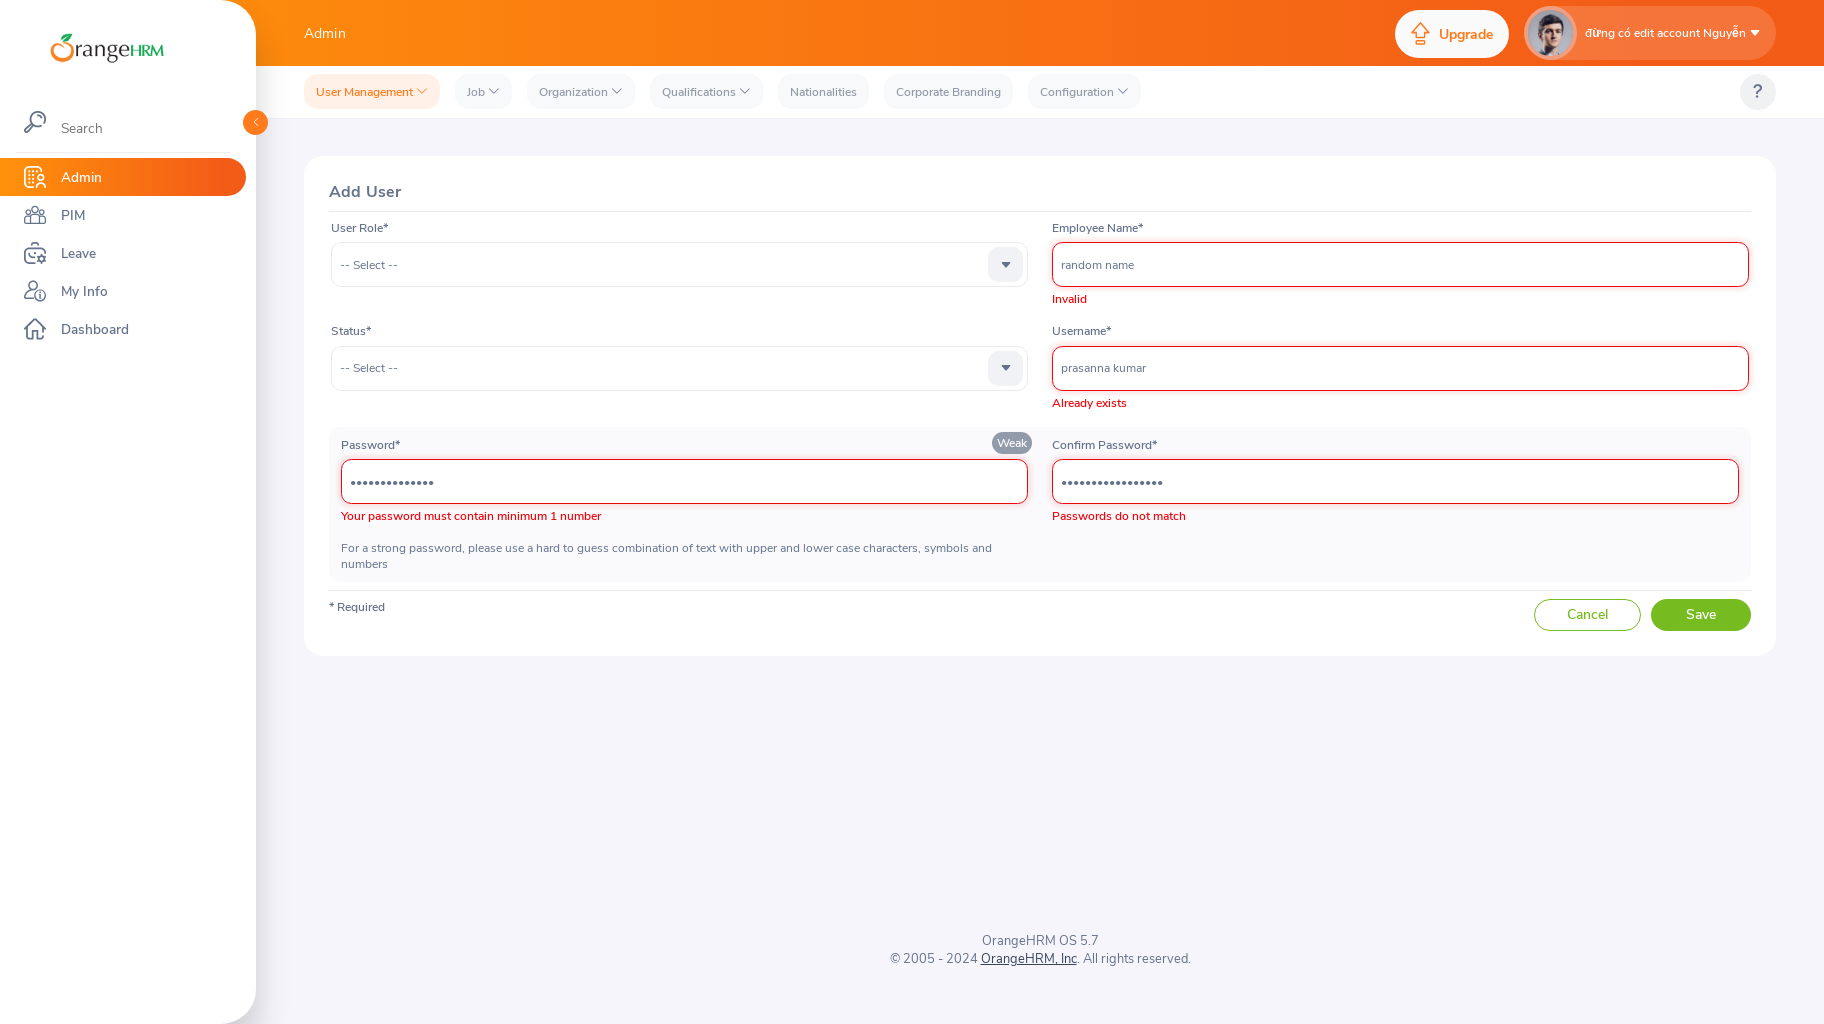 OrangeHRM
Admin
Upgrade
đừng có edit account Nguyễn
User Management
Job
Organization
Qualifications
Nationalities
Corporate Branding
Configuration
?
Search
Admin
PIM
Leave
My Info
Dashboard
Add User
User Role*
Employee Name*
-- Select --
random name
Invalid
Status*
Username*
-- Select --
prasanna kumar
Already exists
Password*
Weak
Confirm Password*
Your password must contain minimum 1 number
Passwords do not match
For a strong password, please use a hard to guess combination of text with upper and lower case characters, symbols and
numbers
* Required
Cancel
Save
OrangeHRM OS 5.7
© 2005 - 2024 OrangeHRM, Inc. All rights reserved.